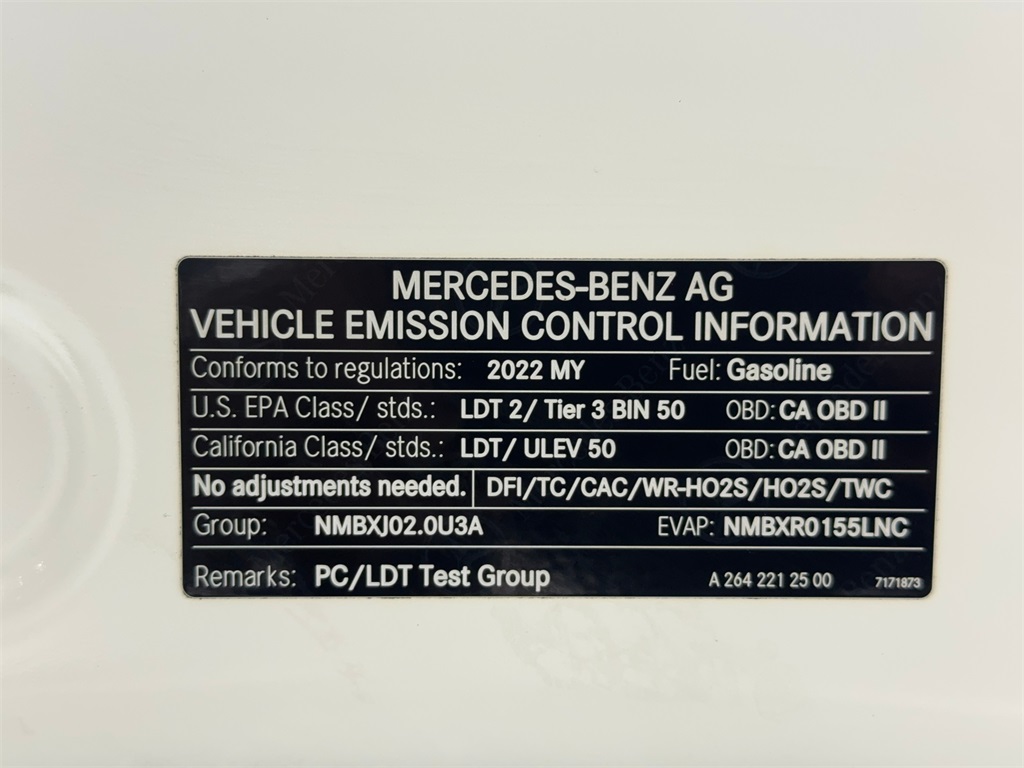 MERCEDES-BENZ AG
VEHICLE EMISSION CONTROL INFORMATION
Conforms to regulations: 2022 MY Fuel: Gasoline
U.S. EPA Class/ stds.: LDT 2/ Tier 3 BIN 50 OBD: CA OBD II
California Class/ stds.: LDT/ ULEV 50 OBD: CA OBD II
No adjustments needed. DFI/TC/CAC/WR-HO2S/HO2S/TWC
Group: NMBXJ02.0U3A EVAP: NMBXR0155LNC
Remarks: PC/LDT Test Group A 264 221 25 00 7171873